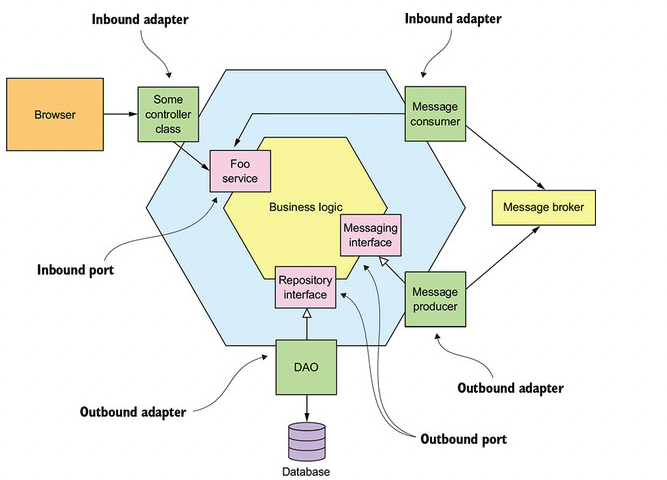 Inbound adapter
Inbound adapter
Browser
Some
controller
class
Message
consumer
Foo
service
Business logic
Message broker
Messaging
interface
Inbound port
Repository
interface
Message
producer
DAO
Outbound adapter
Outbound adapter
Outbound port
Database